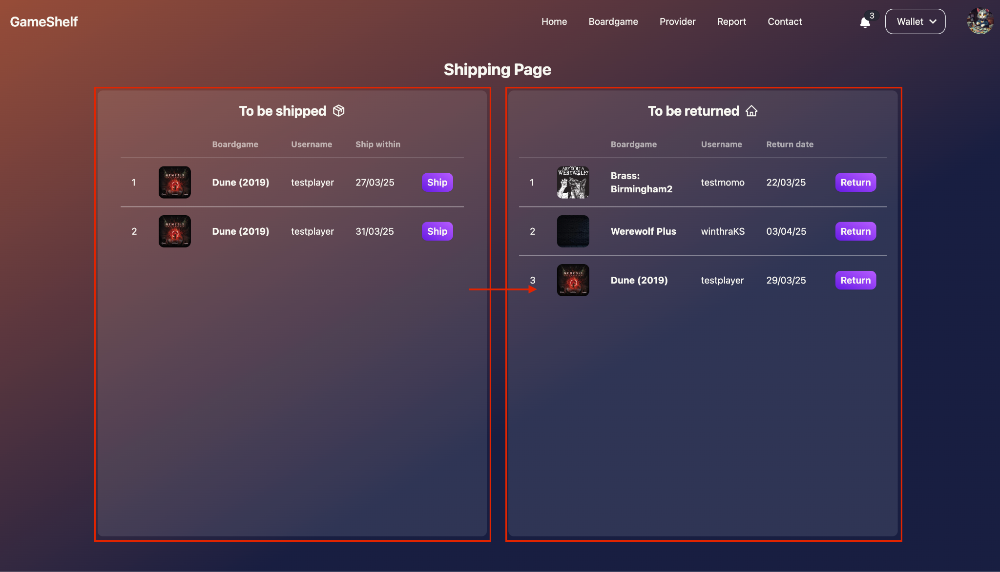 GameShelf
Home Boardgame Provider Report Contact 3 Wallet
Shipping Page
To be shipped
Boardgame Username Ship within
1 NEMESIS Dune (2019) testplayer 27/03/25 Ship
2 NEMESIS Dune (2019) testplayer 31/03/25 Ship
To be returned
Boardgame Username Return date
ARE YOU A
WEREWOLF?
1 Brass: Birmingham2 testmomo 22/03/25 Return
2 Werewolf Plus winthraKS 03/04/25 Return
3 NEMESIS Dune (2019) testplayer 29/03/25 Return